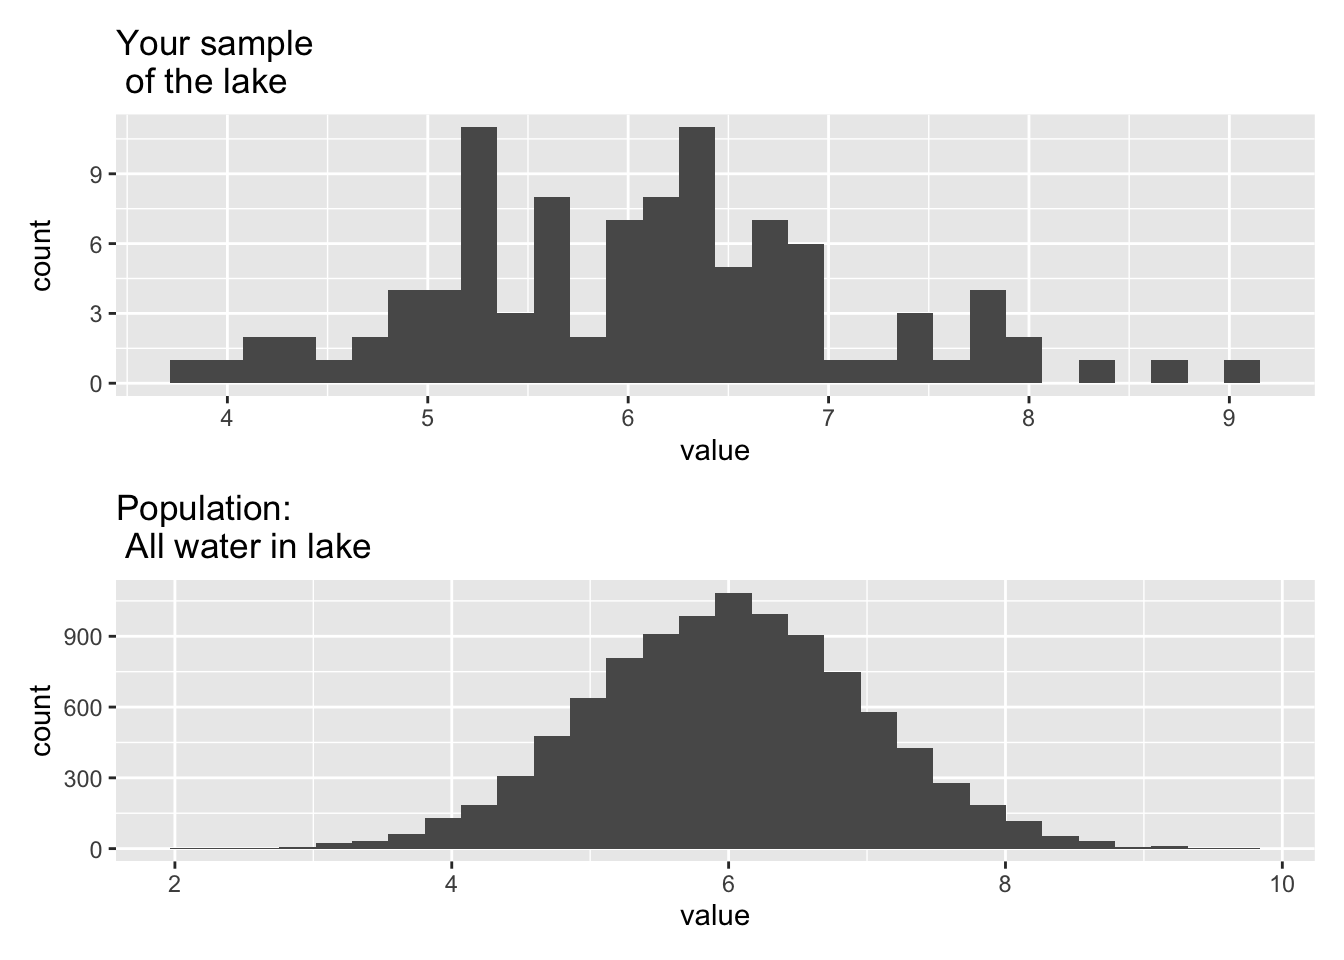 Your sample
of the lake
9
6
3
0
count
4 5 6 7 8 9
value
Population:
All water in lake
900
600
300
0
count
2 4 6 8 10
value